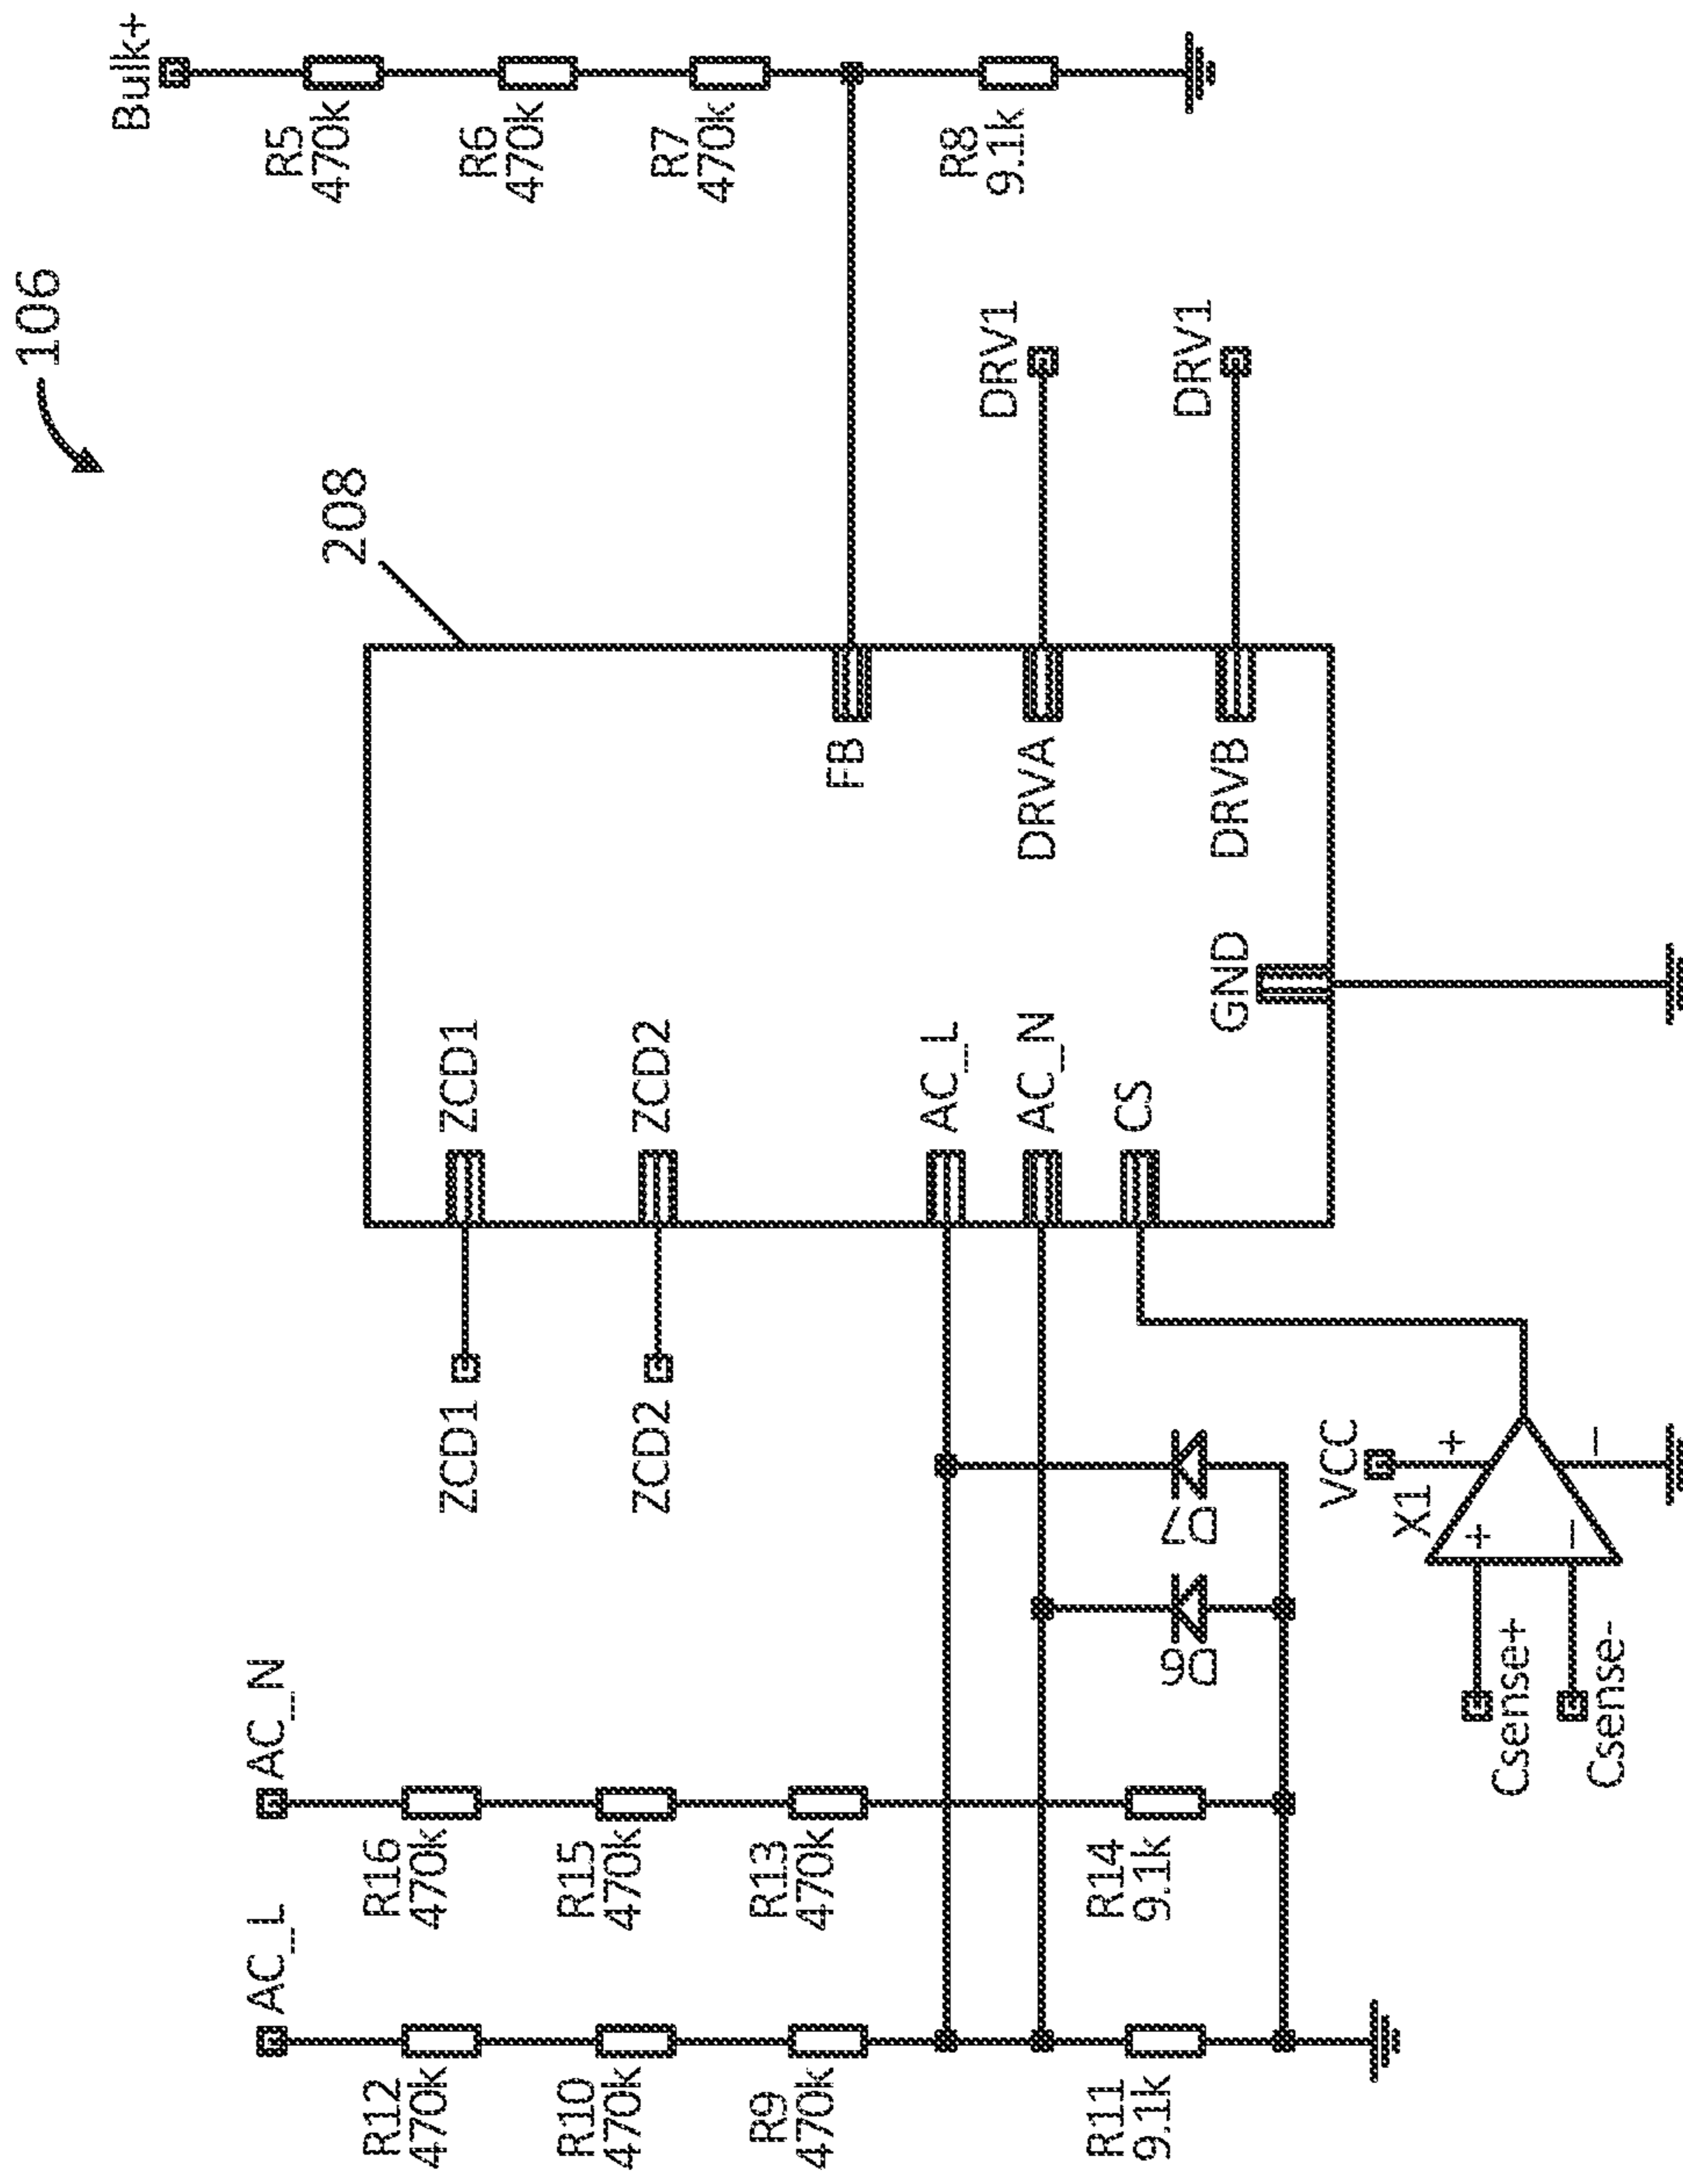 106
208
Bulk+
R5
470k
R6
470k
R7
470k
R8
9.1k
DRV1
DRV1
FB
DRVA
DRVB
GND
ZCD1
ZCD2
AC_L
AC_N
CS
ZCD1
ZCD2
AC_L
AC_N
R12
470k
R16
470k
R10
470k
R15
470k
R9
470k
R13
470k
R11
9.1k
R14
9.1k
D6
D7
VCC
X1
+
−
+
−
Csense+
Csense-